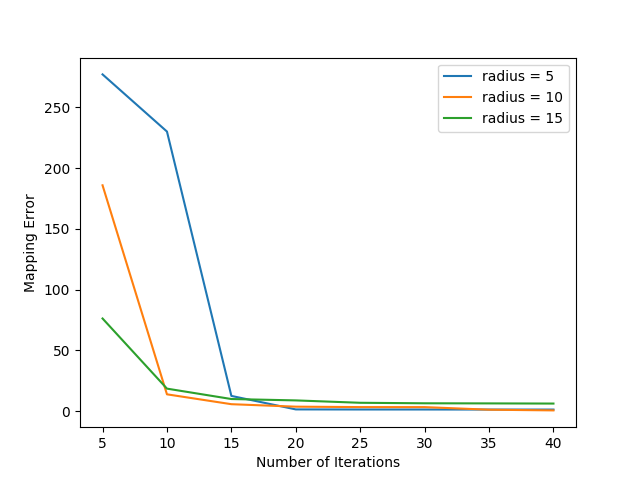 radius = 5
radius = 10
radius = 15
Mapping Error
250
200
150
100
50
0
5 10 15 20 25 30 35 40
Number of Iterations